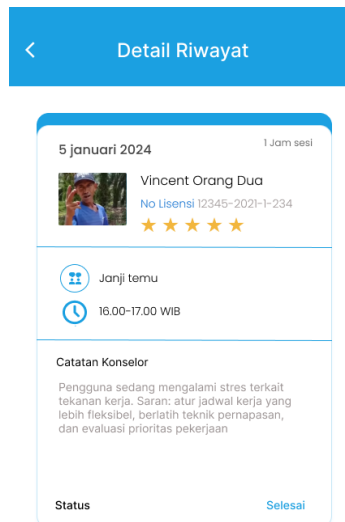 Detail Riwayat
5 januari 2024
1 Jam sesi
Vincent Orang Dua
No Lisensi 12345-2021-1-234
Janji temu
16.00-17.00 WIB
Catatan Konselor
Pengguna sedang mengalami stres terkait
tekanan kerja. Saran: atur jadwal kerja yang
lebih fleksibel, berlatih teknik pernapasan,
dan evaluasi prioritas pekerjaan
Status
Selesai